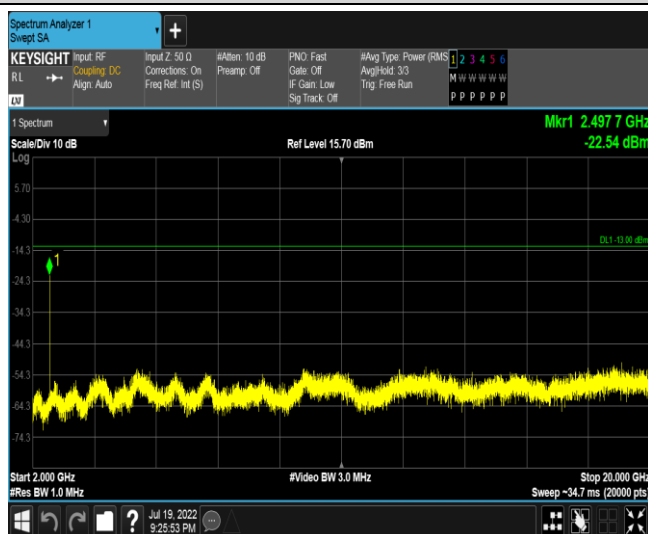 Spectrum Analyzer 1
Swept SA
+
KEYSIGHT
RL
LXI
Input: RF
Coupling: DC
Align: Auto
Input Z: 50 Ω
Corrections: On
Freq Ref: Int (S)
#Atten: 10 dB
Preamp: Off
PNO: Fast
Gate: Off
IF Gain: Low
Sig Track: Off
#Avg Type: Power (RMS
Avg|Hold: 3/3
Trig: Free Run
1 2 3 4 5 6
M W W W W W
P P P P P P
1 Spectrum
Mkr1 2.497 7 GHz
Scale/Div 10 dB
Ref Level 15.70 dBm
-22.54 dBm
Log
5.70
-4.30
DL1 -13.00 dBm
-14.3
1
-24.3
-34.3
-44.3
-54.3
-64.3
-74.3
Start 2.000 GHz
#Video BW 3.0 MHz
Stop 20.000 GHz
#Res BW 1.0 MHz
Sweep ~34.7 ms (20000 pts)
?
Jul 19, 2022
9:25:53 PM